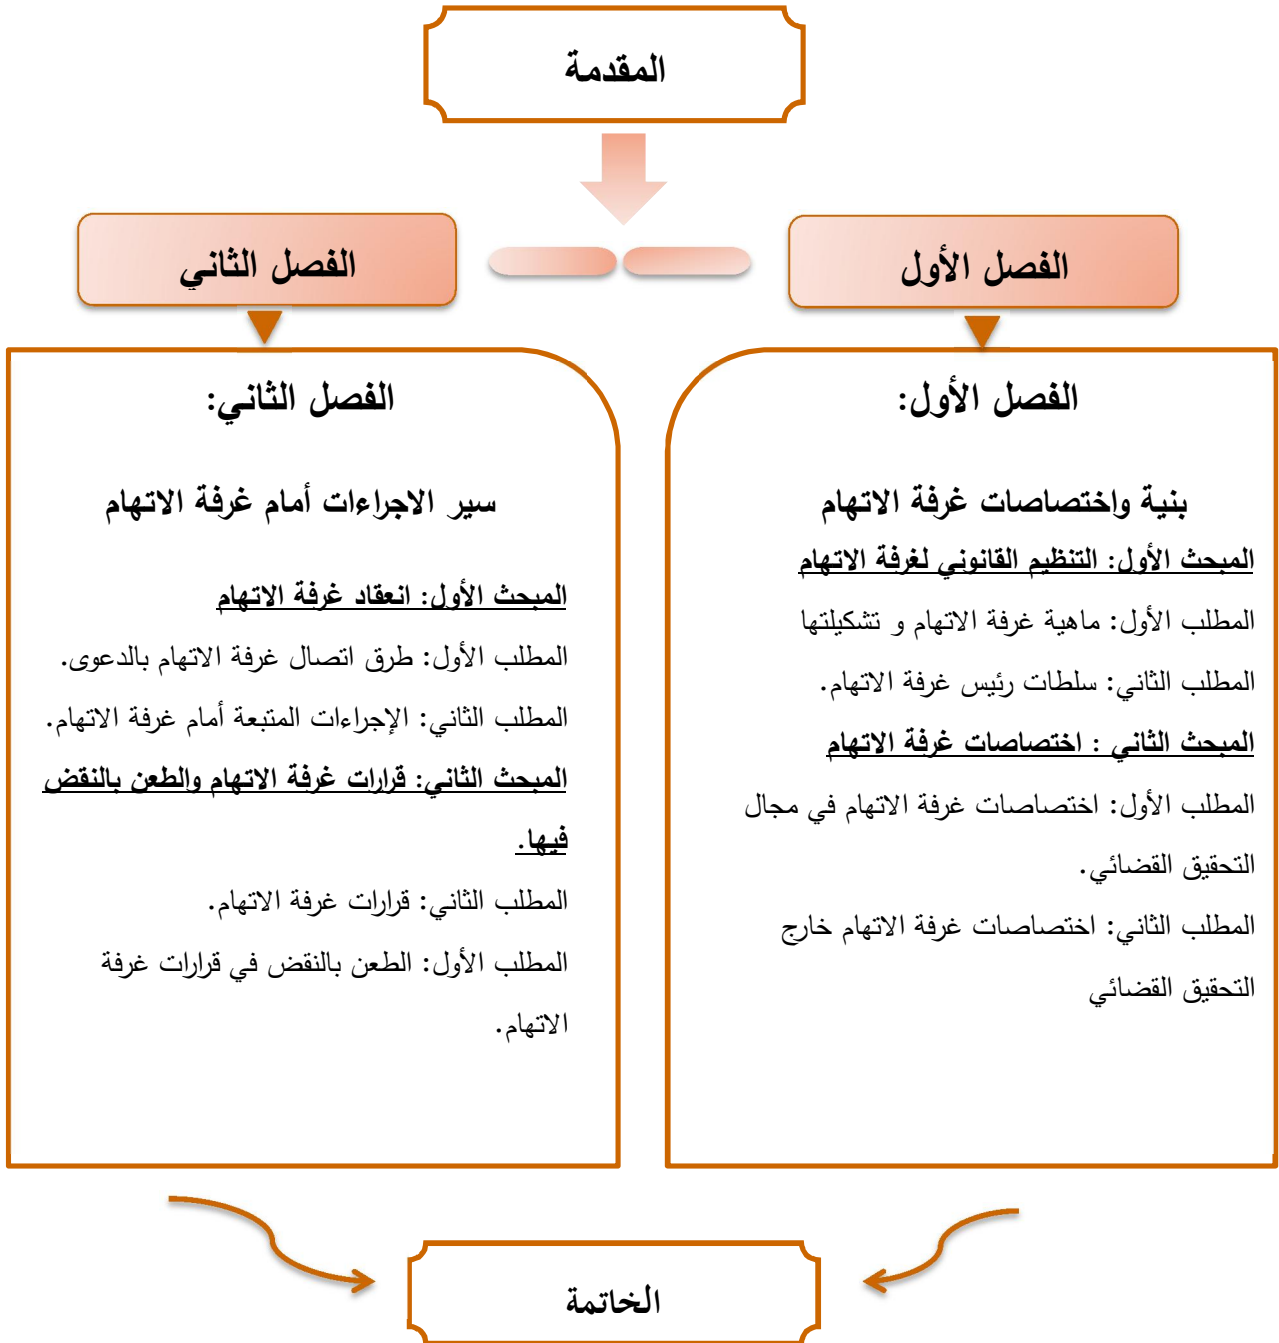 المقدمة
الفصل الأول
الفصل الثاني
الفصل الأول:
بنية واختصاصات غرفة الاتهام
المبحث الأول: التنظيم القانوني لغرفة الاتهام
المطلب الأول: ماهية غرفة الاتهام و تشكيلتها
المطلب الثاني: سلطات رئيس غرفة الاتهام.
المبحث الثاني : اختصاصات غرفة الاتهام
المطلب الأول: اختصاصات غرفة الاتهام في مجال
التحقيق القضائي.
المطلب الثاني: اختصاصات غرفة الاتهام خارج
التحقيق القضائي
الفصل الثاني:
سير الاجراءات أمام غرفة الاتهام
المبحث الأول: انعقاد غرفة الاتهام
المطلب الأول: طرق اتصال غرفة الاتهام بالدعوى.
المطلب الثاني: الإجراءات المتبعة أمام غرفة الاتهام.
المبحث الثاني: قرارات غرفة الاتهام والطعن بالنقض
فيها.
المطلب الثاني: قرارات غرفة الاتهام.
المطلب الأول: الطعن بالنقض في قرارات غرفة
الاتهام.
الخاتمة